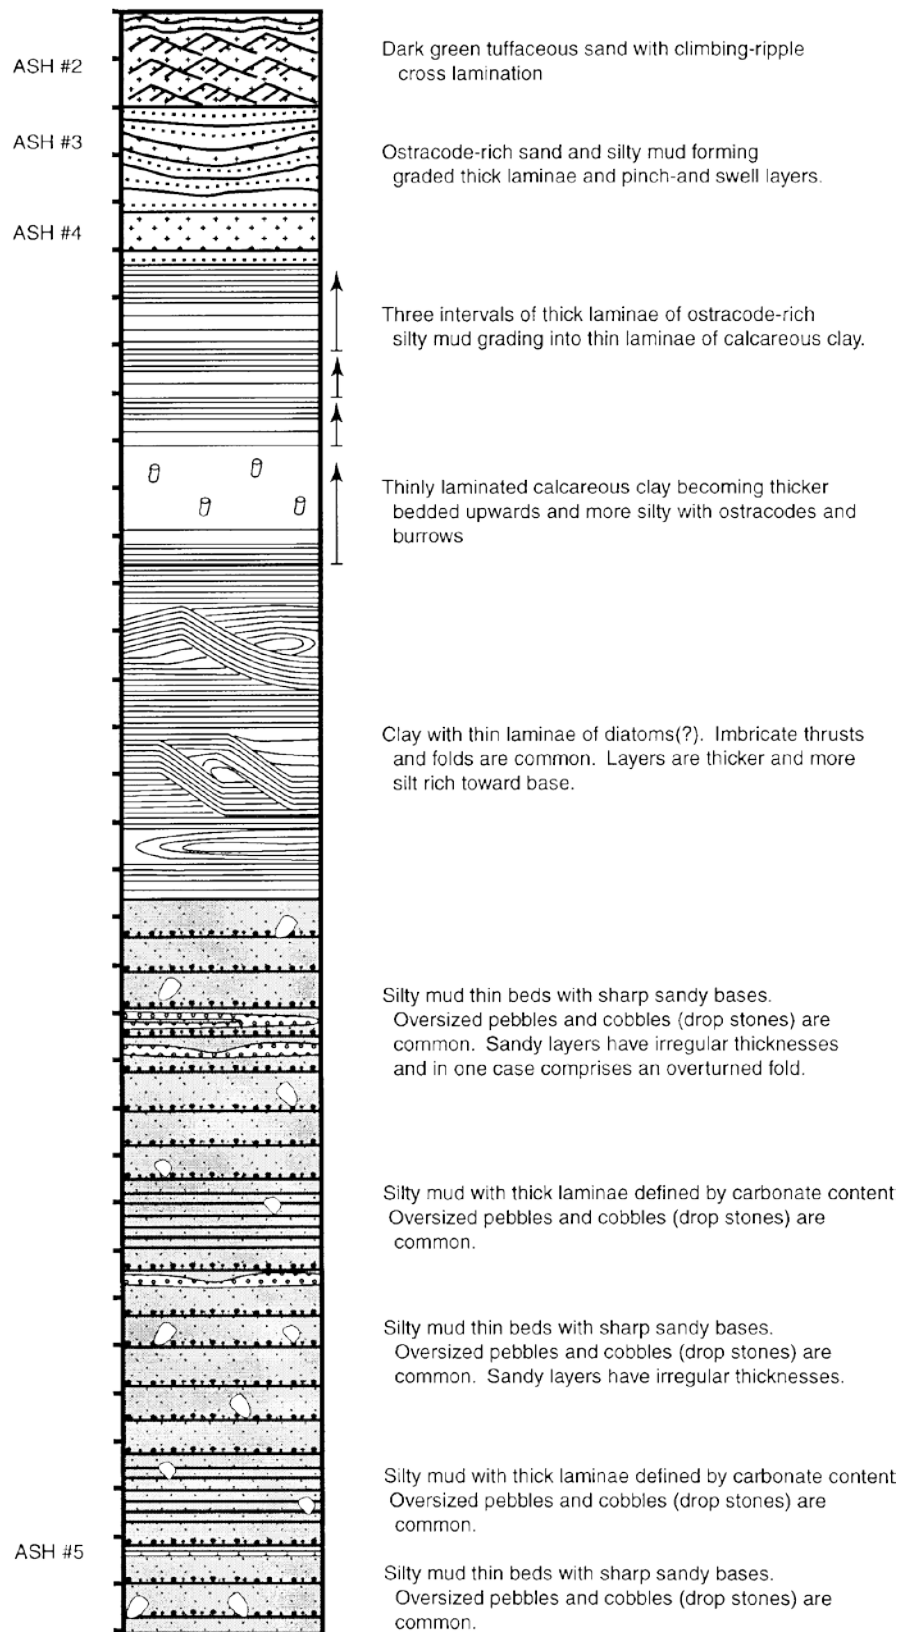 ASH #2
Dark green tuffaceous sand with climbing-ripple
cross lamination
ASH #3
Ostracode-rich sand and silty mud forming
graded thick laminae and pinch-and swell layers.
ASH #4
Three intervals of thick laminae of ostracode-rich
silty mud grading into thin laminae of calcareous clay.
Thinly laminated calcareous clay becoming thicker
bedded upwards and more silty with ostracodes and
burrows
Clay with thin laminae of diatoms(?). Imbricate thrusts
and folds are common. Layers are thicker and more
silt rich toward base.
Silty mud thin beds with sharp sandy bases.
Oversized pebbles and cobbles (drop stones) are
common. Sandy layers have irregular thicknesses
and in one case comprises an overturned fold.
Silty mud with thick laminae defined by carbonate content
Oversized pebbles and cobbles (drop stones) are
common.
Silty mud thin beds with sharp sandy bases.
Oversized pebbles and cobbles (drop stones) are
common. Sandy layers have irregular thicknesses.
Silty mud with thick laminae defined by carbonate content
Oversized pebbles and cobbles (drop stones) are
common.
ASH #5
Silty mud thin beds with sharp sandy bases.
Oversized pebbles and cobbles (drop stones) are
common.